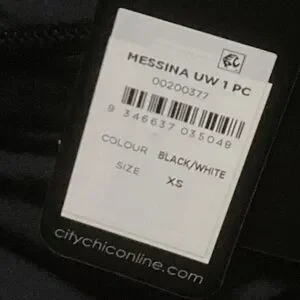 MESSINA UW 1 PC
00200377
9 346637 035048
COLOUR BLACK/WHITE
SIZE XS
citychiconline.com